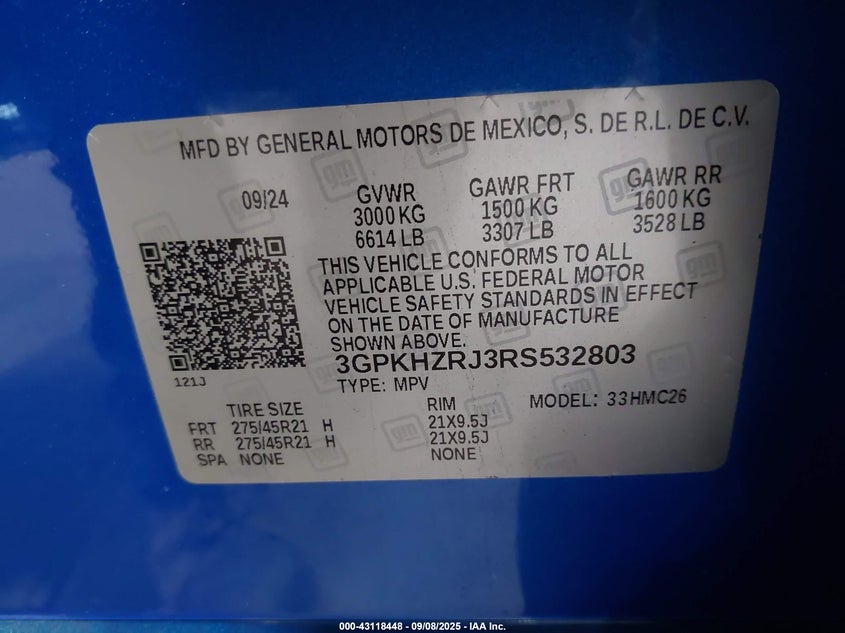 MFD BY GENERAL MOTORS DE MEXICO, S. DE R.L. DE C.V.
09/24 GVWR GAWR FRT GAWR RR
3000 KG 1500 KG 1600 KG
6614 LB 3307 LB 3528 LB
THIS VEHICLE CONFORMS TO ALL
APPLICABLE U.S. FEDERAL MOTOR
VEHICLE SAFETY STANDARDS IN EFFECT
ON THE DATE OF MANUFACTURE
SHOWN ABOVE.
3GPKHZRJ3RS532803
121J
TYPE: MPV MODEL: 33HMC26
TIRE SIZE RIM
FRT 275/45R21 H 21X9.5J
RR 275/45R21 H 21X9.5J
SPA NONE NONE
gm
000-43118448 - 09/08/2025 - IAA Inc.